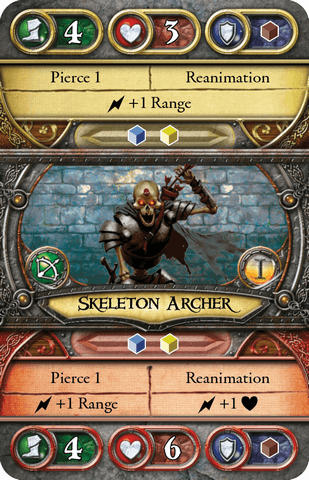 4 3
Pierce 1 Reanimation
+1 Range
I
SKELETON ARCHER
Pierce 1 Reanimation
+1 Range +1
4 6